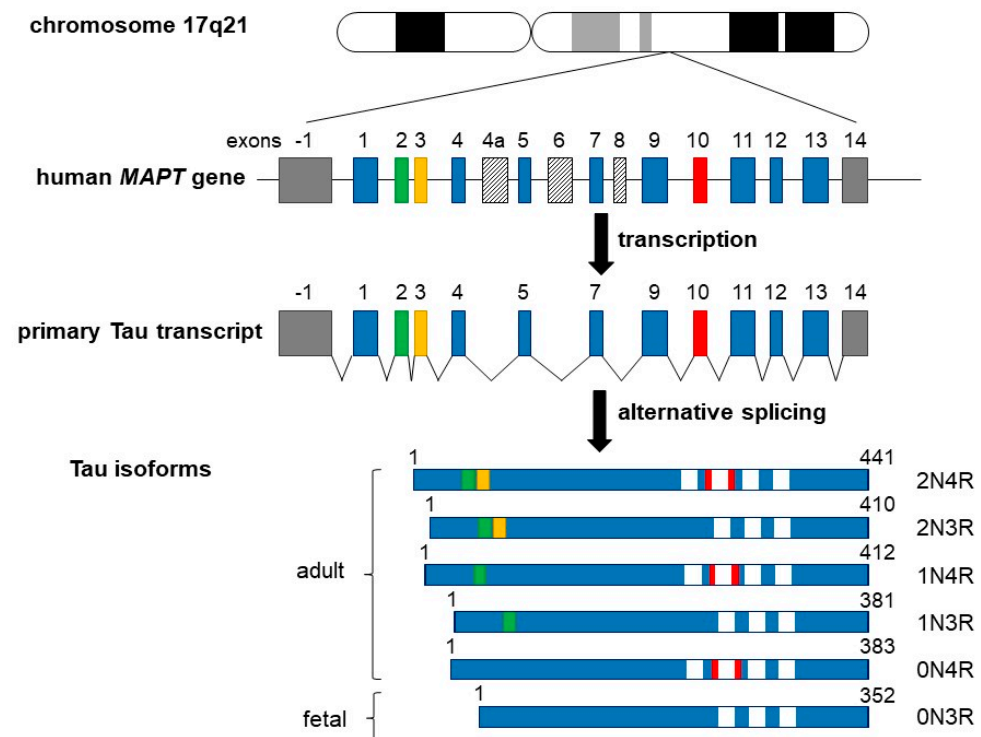 chromosome 17q21
exons -1 1 2 3 4 4a 5 6 7 8 9 10 11 12 13 14
human MAPT gene
transcription
-1 1 2 3 4 5 7 9 10 11 12 13 14
primary Tau transcript
alternative splicing
Tau isoforms
1 441
2N4R
1 410
2N3R
1 412
adult
1N4R
1 381
1N3R
1 383
0N4R
1 352
fetal
0N3R